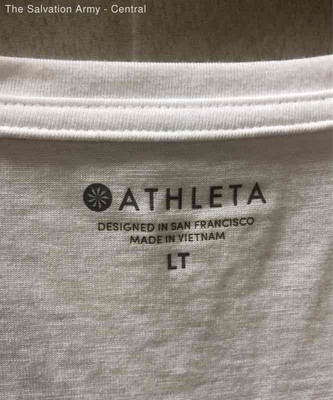 The Salvation Army - Central
ATHLETA
DESIGNED IN SAN FRANCISCO
MADE IN VIETNAM
LT